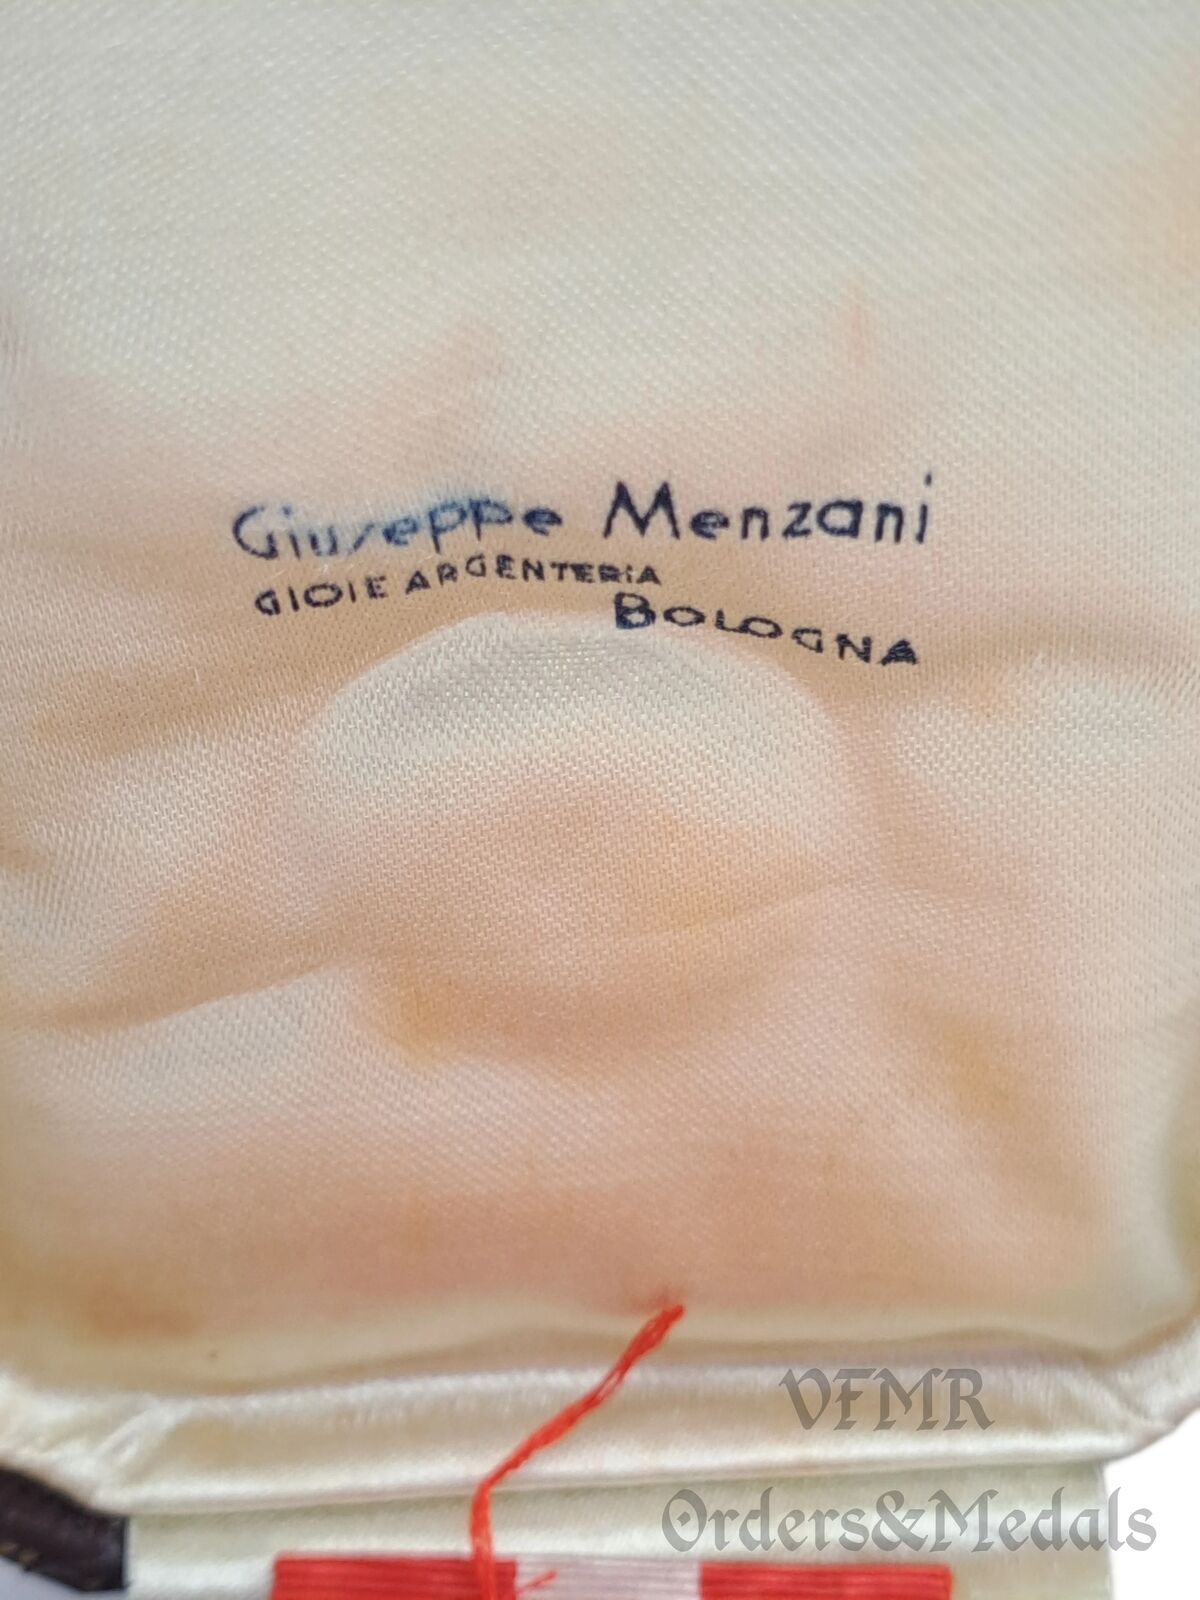 Giuseppe Menzani
GIOIE ARGENTERIA
BOLOGNA
VFMR
Orders&Medals